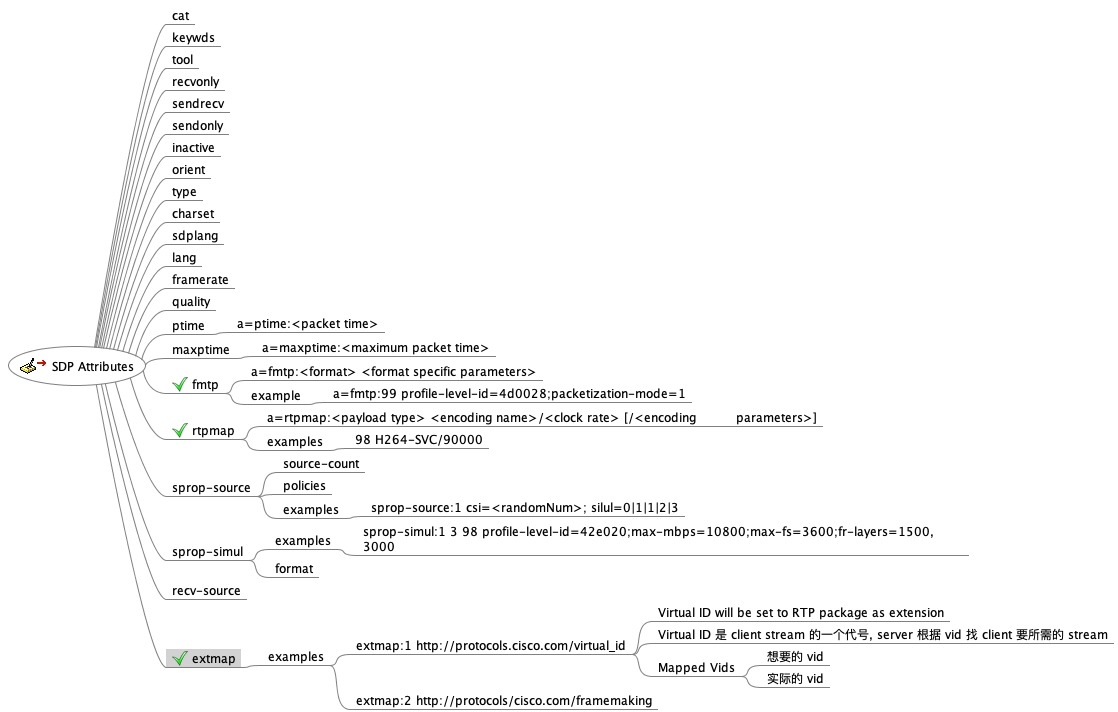 cat
keywds
tool
recvonly
sendrecv
sendonly
inactive
orient
type
charset
sdplang
lang
framerate
quality
ptime
a=ptime:<packet time>
maxptime
a=maxptime:<maximum packet time>
SDP Attributes
fmtp
a=fmtp:<format> <format specific parameters>
example
a=fmtp:99 profile-level-id=4d0028;packetization-mode=1
rtpmap
a=rtpmap:<payload type> <encoding name>/<clock rate> [/<encoding parameters>]
examples
98 H264-SVC/90000
sprop-source
source-count
policies
examples
sprop-source:1 csi=<randomNum>; silul=0|1|1|2|3
sprop-simul
examples
sprop-simul:1 3 98 profile-level-id=42e020;max-mbps=10800;max-fs=3600;fr-layers=1500,
3000
format
recv-source
extmap
examples
extmap:1 http://protocols.cisco.com/virtual_id
Virtual ID will be set to RTP package as extension
Virtual ID 是 client stream 的一个代号, server 根据 vid 找 client 要所需的 stream
Mapped Vids
想要的 vid
实际的 vid
extmap:2 http://protocols/cisco.com/framemaking